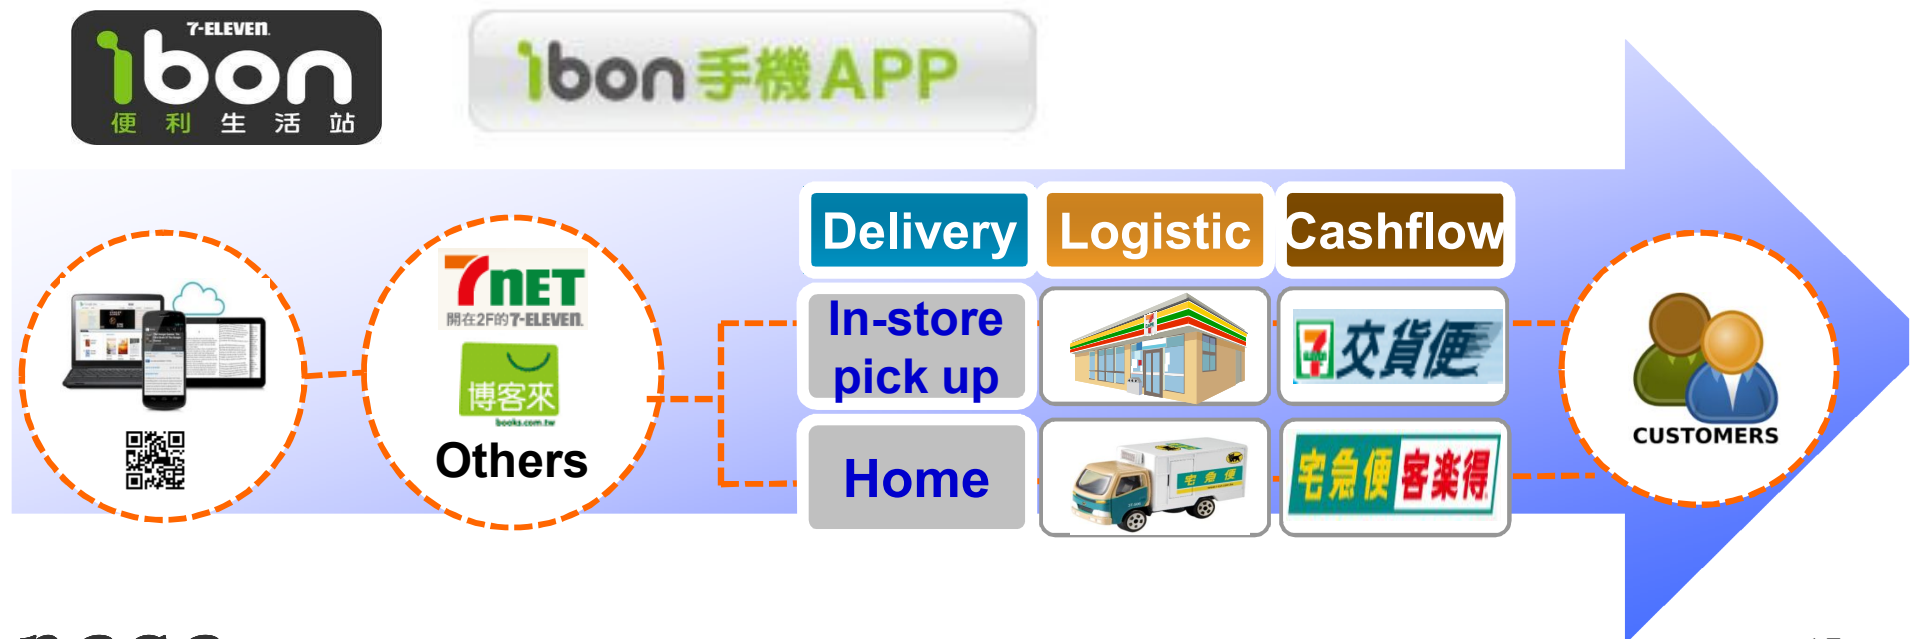 7-ELEVEN
ibon
便利生活站
ibon手機APP
Delivery
Logistic
Cashflow
7NET
開在2F的7-ELEVEN
博客來
books.com.tw
Others
In-store
pick up
ELEVEN
交貨便
Home
宅急便
宅急便 客楽得
CUSTOMERS